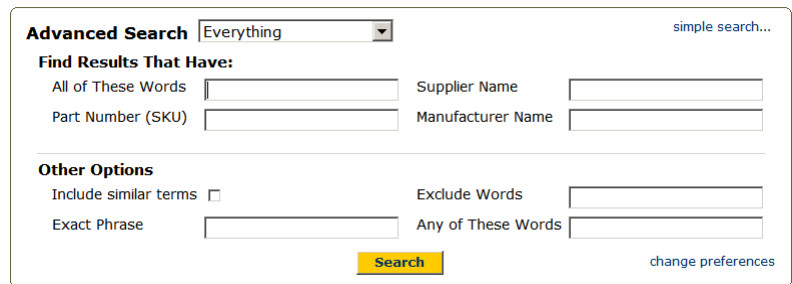 Advanced Search Everything simple search...
Find Results That Have:
All of These Words Supplier Name
Part Number (SKU) Manufacturer Name
Other Options
Include similar terms Exclude Words
Exact Phrase Any of These Words
Search change preferences